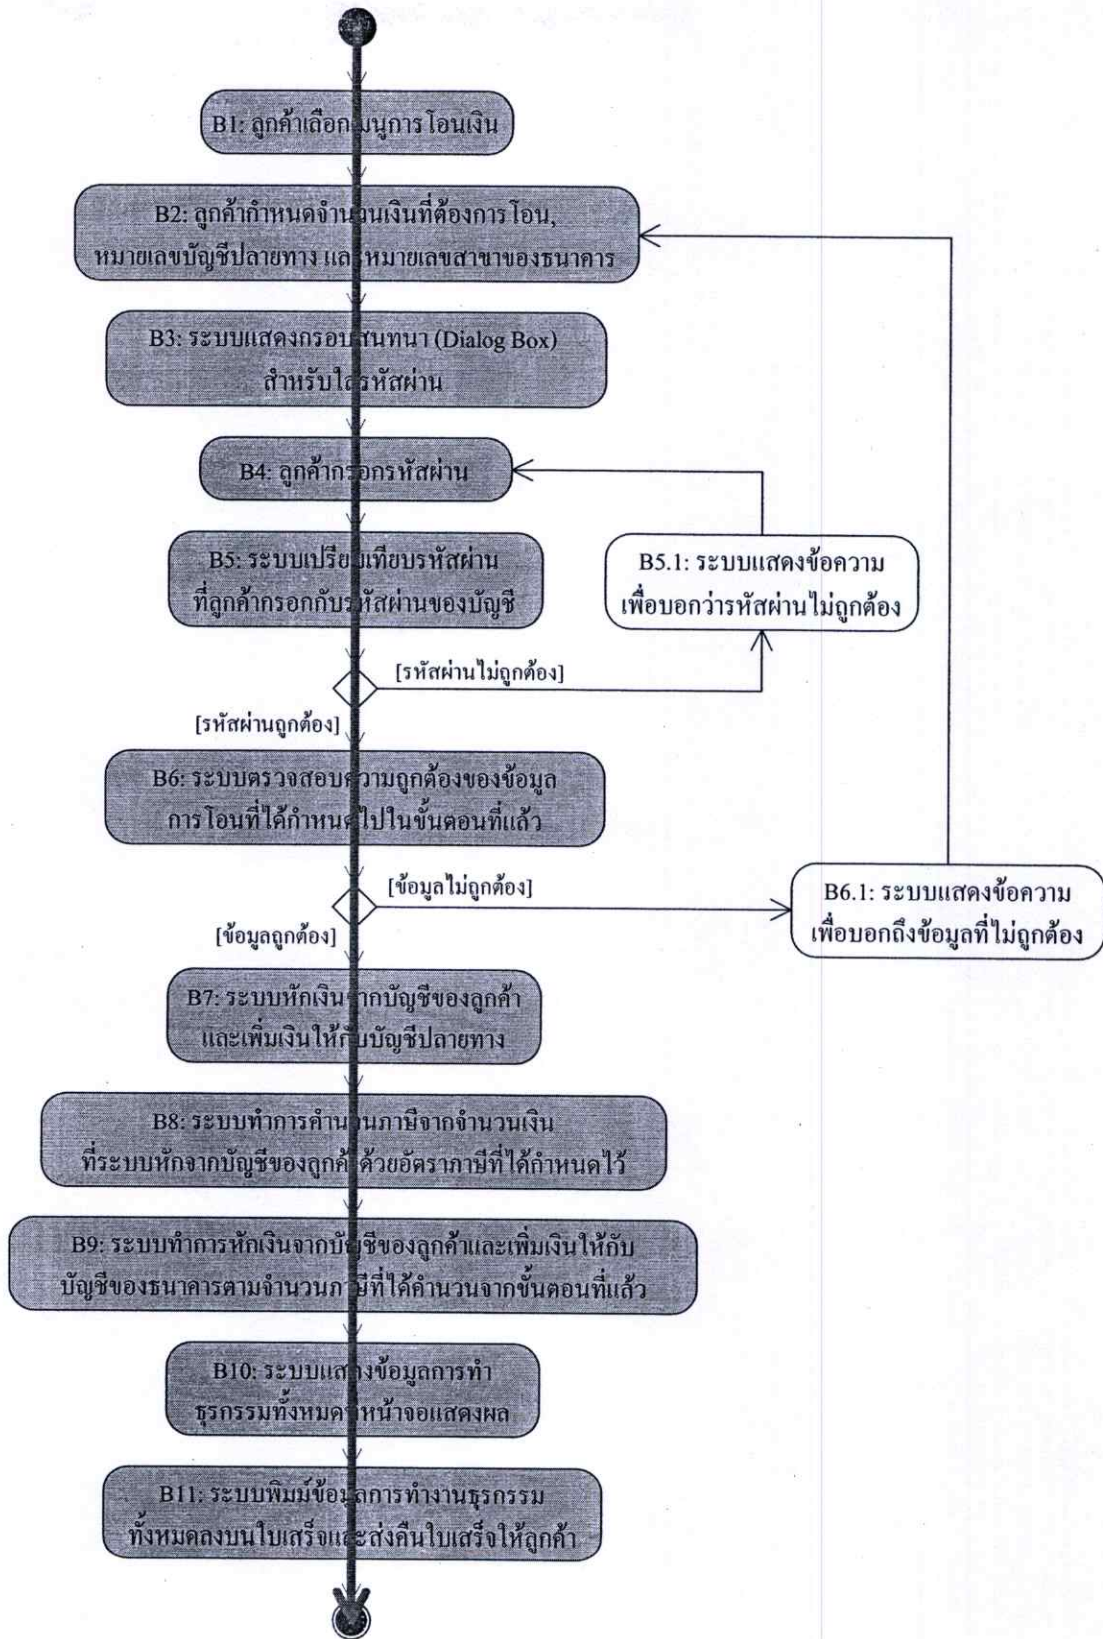 B1: ลูกค้าเลือกเมนูการโอนเงิน
B2: ลูกค้ากำหนดจำนวนเงินที่ต้องการโอน,
หมายเลขบัญชีปลายทาง และหมายเลขสาขาของธนาคาร
B3: ระบบแสดงกรอบสนทนา (Dialog Box)
สำหรับใส่รหัสผ่าน
B4: ลูกค้ากรอกรหัสผ่าน
B5: ระบบเปรียบเทียบรหัสผ่าน
ที่ลูกค้ากรอกกับรหัสผ่านของบัญชี
B5.1: ระบบแสดงข้อความ
เพื่อบอกว่ารหัสผ่านไม่ถูกต้อง
[รหัสผ่านไม่ถูกต้อง]
[รหัสผ่านถูกต้อง]
B6: ระบบตรวจสอบความถูกต้องของข้อมูล
การโอนที่ได้กำหนดไปในขั้นตอนที่แล้ว
[ข้อมูลไม่ถูกต้อง]
B6.1: ระบบแสดงข้อความ
เพื่อบอกถึงข้อมูลที่ไม่ถูกต้อง
[ข้อมูลถูกต้อง]
B7: ระบบหักเงินจากบัญชีของลูกค้า
และเพิ่มเงินให้กับบัญชีปลายทาง
B8: ระบบทำการคำนวนภาษีจากจำนวนเงิน
ที่ระบบหักจากบัญชีของลูกค้าด้วยอัตราภาษีที่ได้กำหนดไว้
B9: ระบบทำการหักเงินจากบัญชีของลูกค้าและเพิ่มเงินให้กับ
บัญชีของธนาคารตามจำนวนภาษีที่ได้คำนวนจากขั้นตอนที่แล้ว
B10: ระบบแสดงข้อมูลการทำ
ธุรกรรมทั้งหมดที่หน้าจอแสดงผล
B11: ระบบพิมม์ข้อมูลการทำงานธุรกรรม
ทั้งหมดลงบนใบเสร็จและส่งคืนใบเสร็จให้ลูกค้า